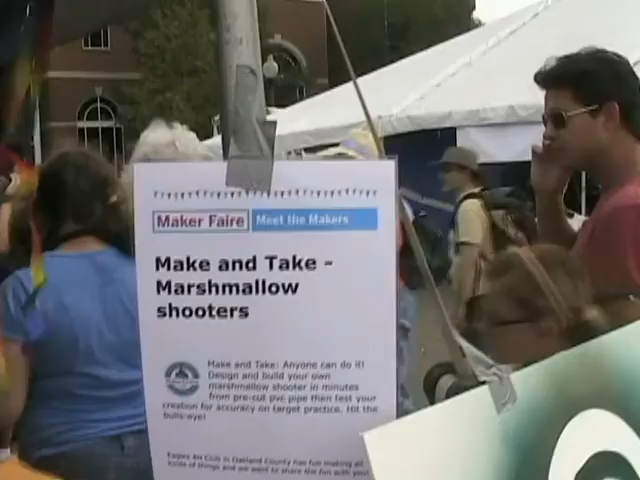 Maker Faire Meet the Makers
Make and Take -
Marshmallow
shooters
Make and Take: Anyone can do it!
Design and build your own
marshmallow shooter in minutes
from pre-cut pvc pipe then test your
creation for accuracy on target practice. Hit the
bulls-eye!
Eagles 4H Club in Oakland County has fun making all
kinds of things and we want to share the fun with you!